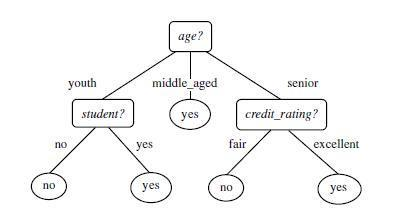 age?
youth
middle_aged
senior
student?
yes
credit_rating?
no
yes
fair
excellent
no
yes
no
yes